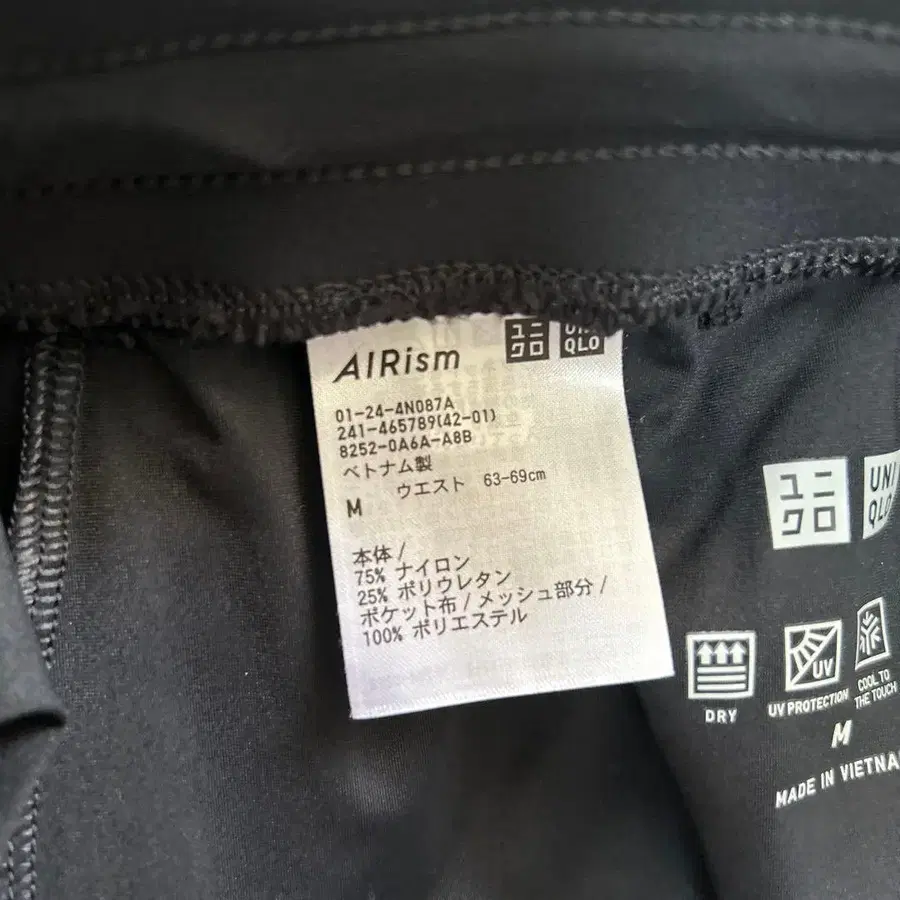 AIRism
ユニ
クロ
UNI
QLO
01-24-4N087A
241-465789(42-01)
8252-0A6A-A8B
ベトナム製
M ウエスト 63-69cm
本体 /
75% ナイロン
25% ポリウレタン
ポケット布 / メッシュ部分 /
100% ポリエステル
ユニ
クロ
UNI
QLO
DRY
UV
UV PROTECTION
COOL TO
THE TOUCH
M
MADE IN VIETNA